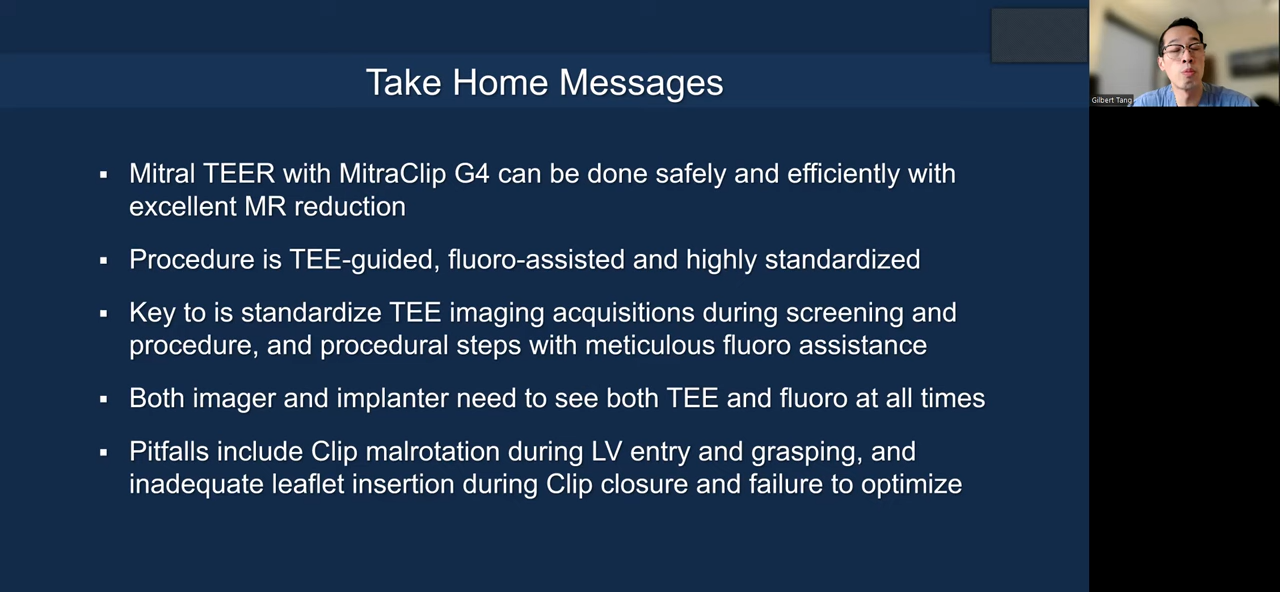 Take Home Messages
Gilbert Tang
▪ Mitral TEER with MitraClip G4 can be done safely and efficiently with
excellent MR reduction
▪ Procedure is TEE-guided, fluoro-assisted and highly standardized
▪ Key to is standardize TEE imaging acquisitions during screening and
procedure, and procedural steps with meticulous fluoro assistance
▪ Both imager and implanter need to see both TEE and fluoro at all times
▪ Pitfalls include Clip malrotation during LV entry and grasping, and
inadequate leaflet insertion during Clip closure and failure to optimize